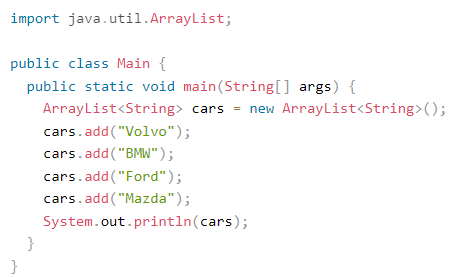 import java.util.ArrayList;

public class Main {
  public static void main(String[] args) {
    ArrayList<String> cars = new ArrayList<String>();
    cars.add("Volvo");
    cars.add("BMW");
    cars.add("Ford");
    cars.add("Mazda");
    System.out.println(cars);
  }
}